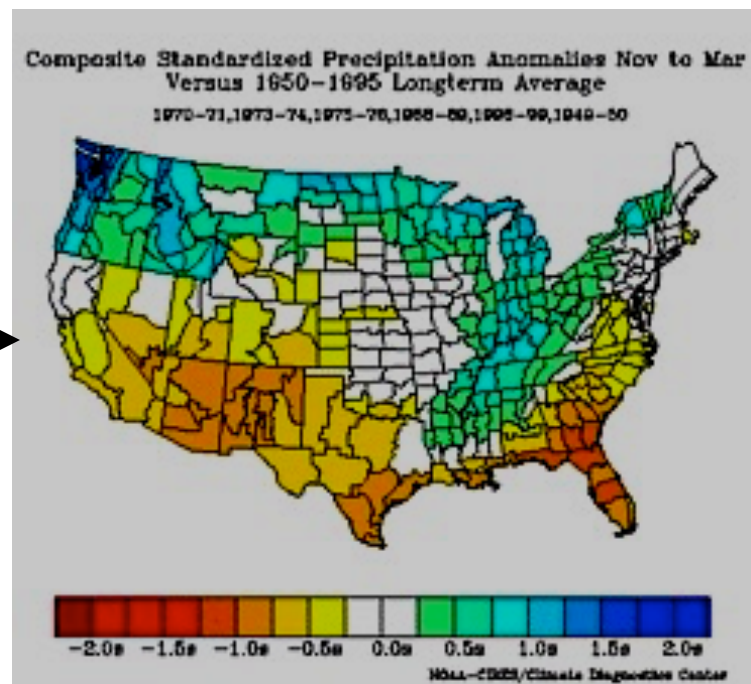 Composite Standardized Precipitation Anomalies Nov to Mar
Versus 1950-1995 Longterm Average
1970-71,1973-74,1975-76,1988-89,1998-99,1949-50
-2.0s -1.5s -1.0s -0.5s 0.0s 0.5s 1.0s 1.5s 2.0s
NOAA-CIRES/Climate Diagnostics Center